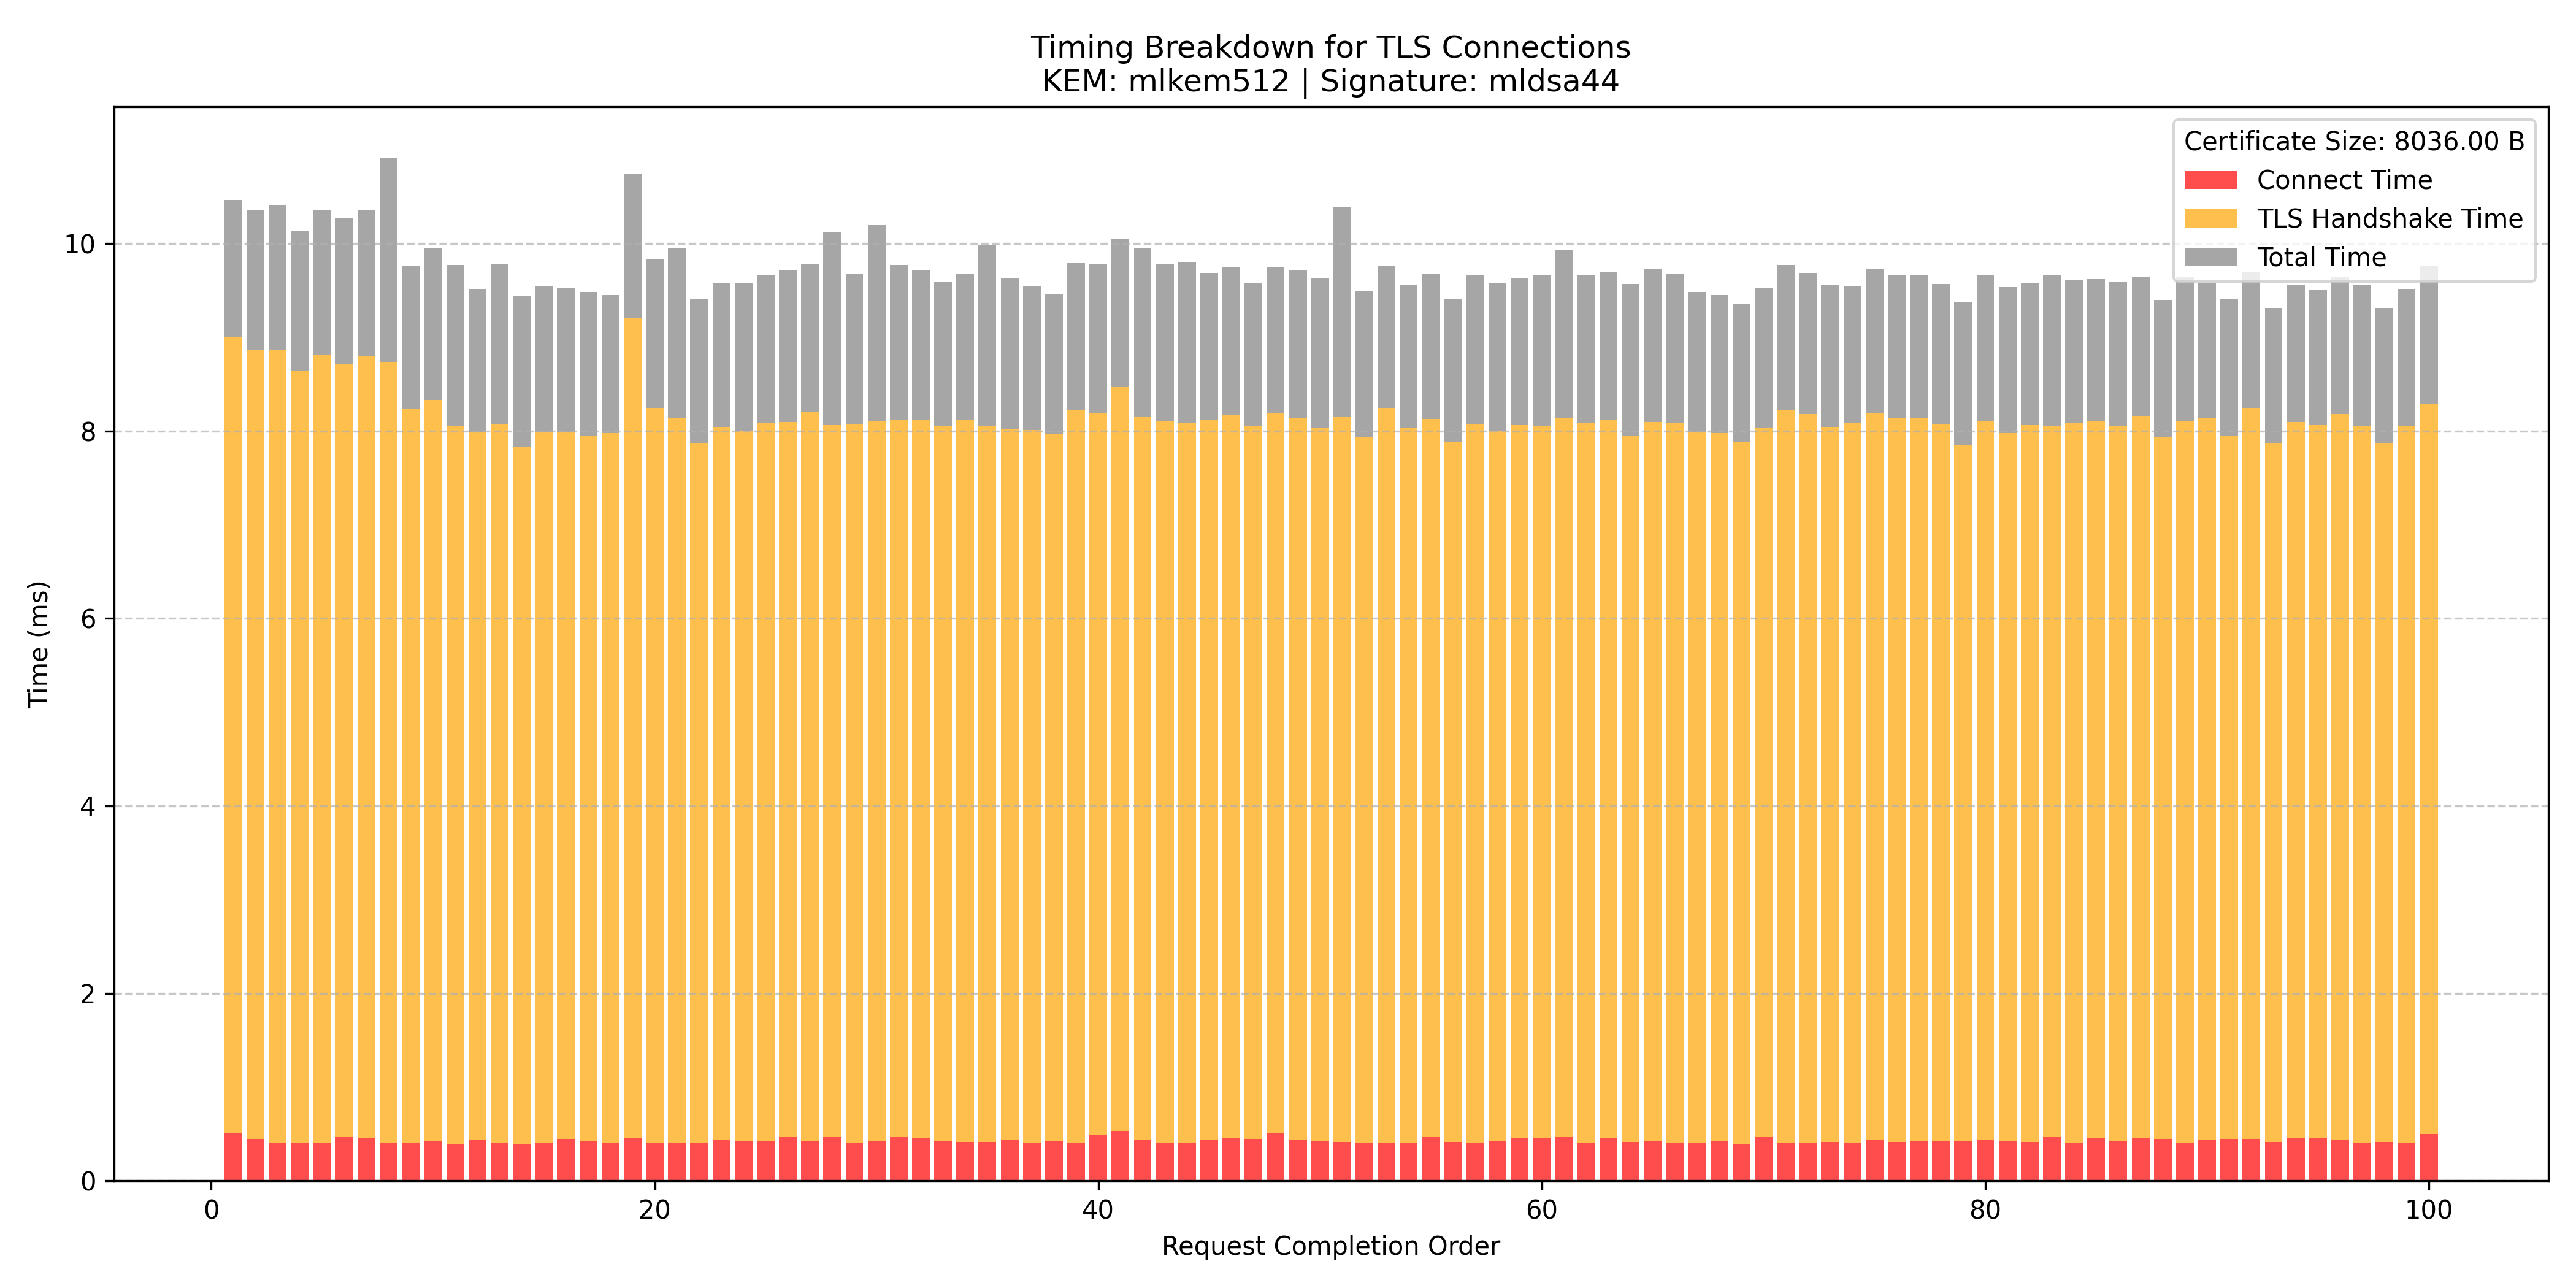 Timing Breakdown for TLS Connections
KEM: mlkem512 | Signature: mldsa44
Certificate Size: 8036.00 B
Connect Time
TLS Handshake Time
Total Time
Time (ms)
10
8
6
4
2
0
0 20 40 60 80 100
Request Completion Order